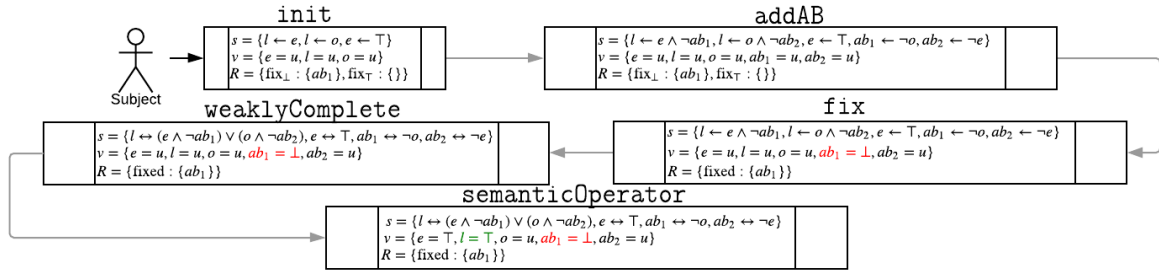 init
s = {l ← e, l ← o, e ← ⊤}
v = {e = u, l = u, o = u}
R = {fix⊥ : {ab₁}, fix⊤ : {}}
Subject
addAB
s = {l ← e ∧ ¬ab₁, l ← o ∧ ¬ab₂, e ← ⊤, ab₁ ← ¬o, ab₂ ← ¬e}
v = {e = u, l = u, o = u, ab₁ = u, ab₂ = u}
R = {fix⊥ : {ab₁}, fix⊤ : {}}
fix
s = {l ← e ∧ ¬ab₁, l ← o ∧ ¬ab₂, e ← ⊤, ab₁ ← ¬o, ab₂ ← ¬e}
v = {e = u, l = u, o = u, ab₁ = ⊥, ab₂ = u}
R = {fixed : {ab₁}}
weaklyComplete
s = {l ↔ (e ∧ ¬ab₁) ∨ (o ∧ ¬ab₂), e ↔ ⊤, ab₁ ↔ ¬o, ab₂ ↔ ¬e}
v = {e = u, l = u, o = u, ab₁ = ⊥, ab₂ = u}
R = {fixed : {ab₁}}
semanticOperator
s = {l ↔ (e ∧ ¬ab₁) ∨ (o ∧ ¬ab₂), e ↔ ⊤, ab₁ ↔ ¬o, ab₂ ↔ ¬e}
v = {e = ⊤, l = ⊤, o = u, ab₁ = ⊥, ab₂ = u}
R = {fixed : {ab₁}}